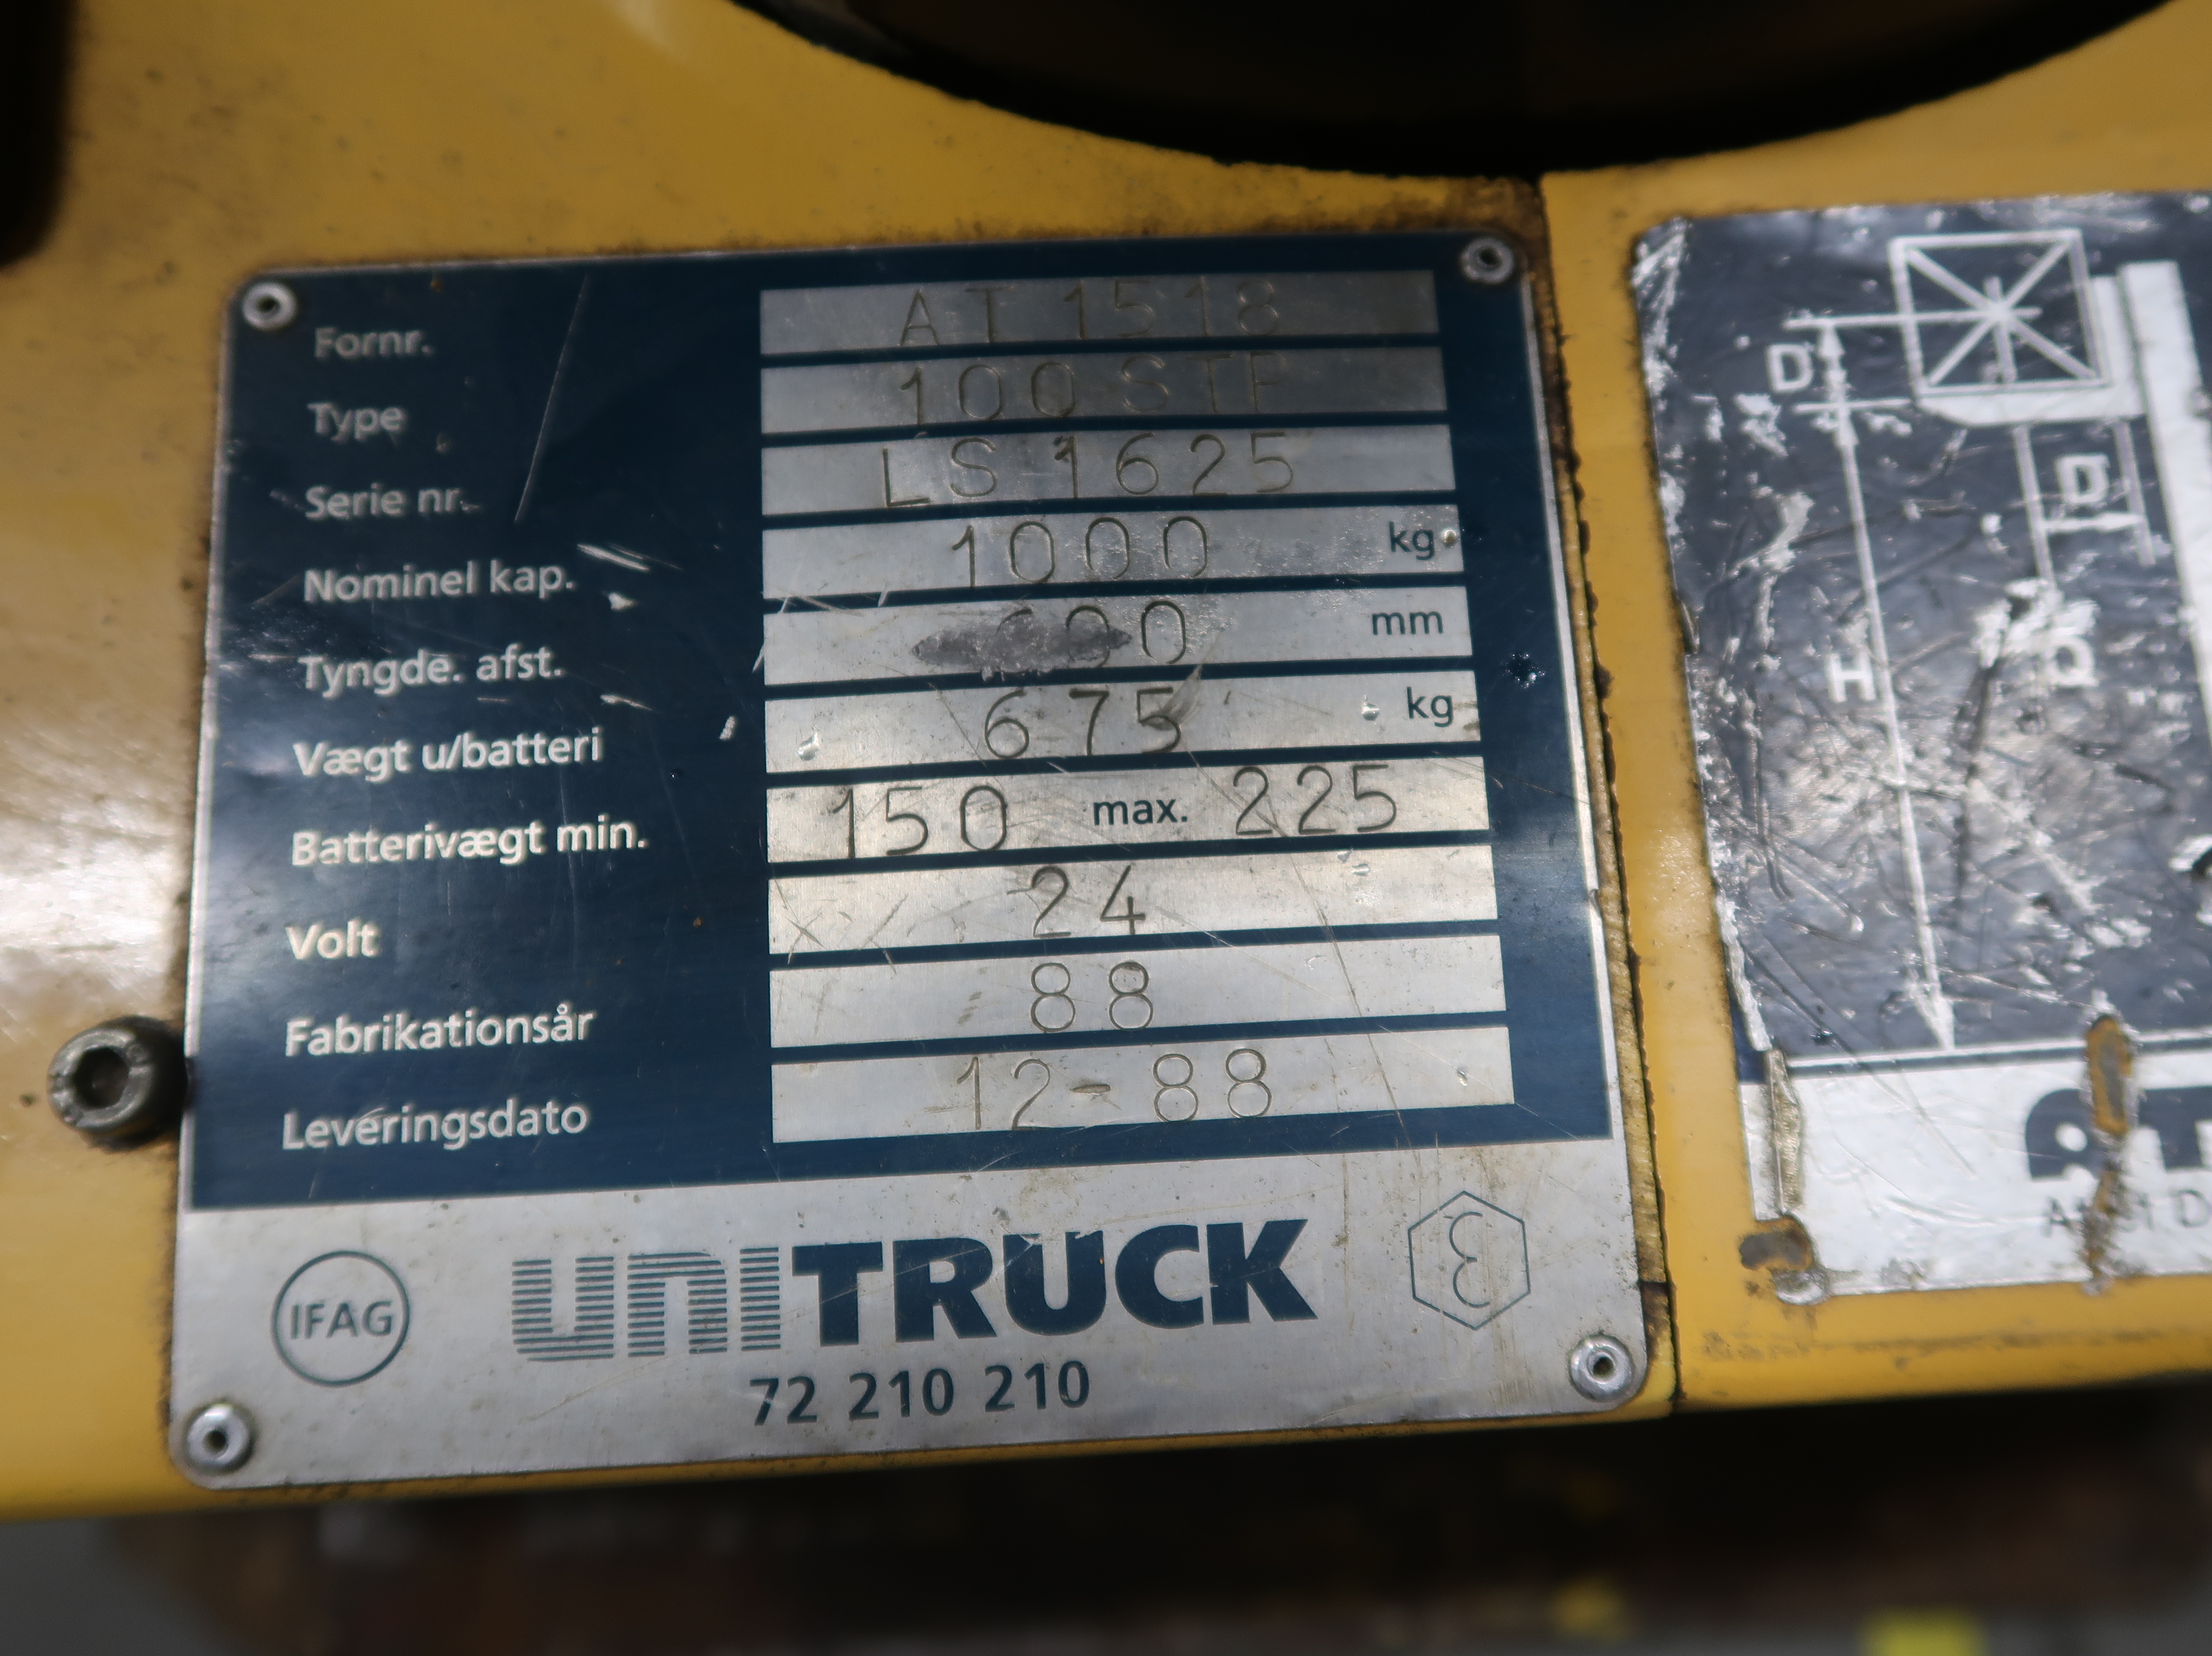 Fornr. AT 1518
Type 100 STF
Serie nr. LS 1625
Nominel kap. 1000 kg
Tyngde. afst. 600 mm
Vægt u/batteri 675 kg
Batterivægt min. 150 max. 225
Volt 24
Fabrikationsår 88
Leveringsdato 12-88
IFAG UNITRUCK
72 210 210
D
D
H
Q